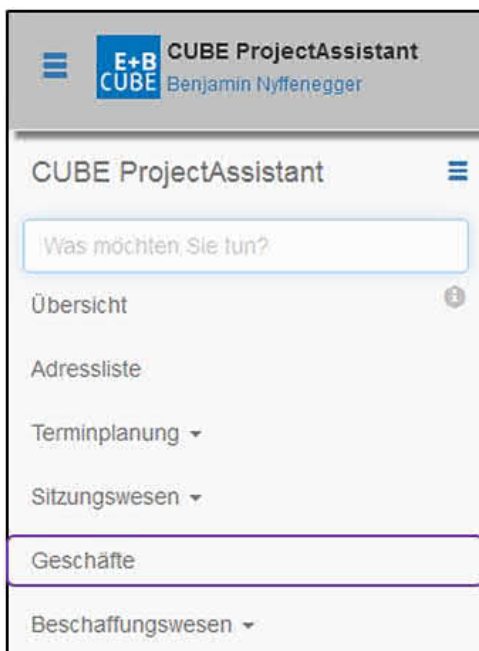 E+B
CUBE
CUBE ProjectAssistant
Benjamin Nyffenegger
CUBE ProjectAssistant
Was möchten Sie tun?
Übersicht
Adressliste
Terminplanung
Sitzungswesen
Geschäfte
Beschaffungswesen